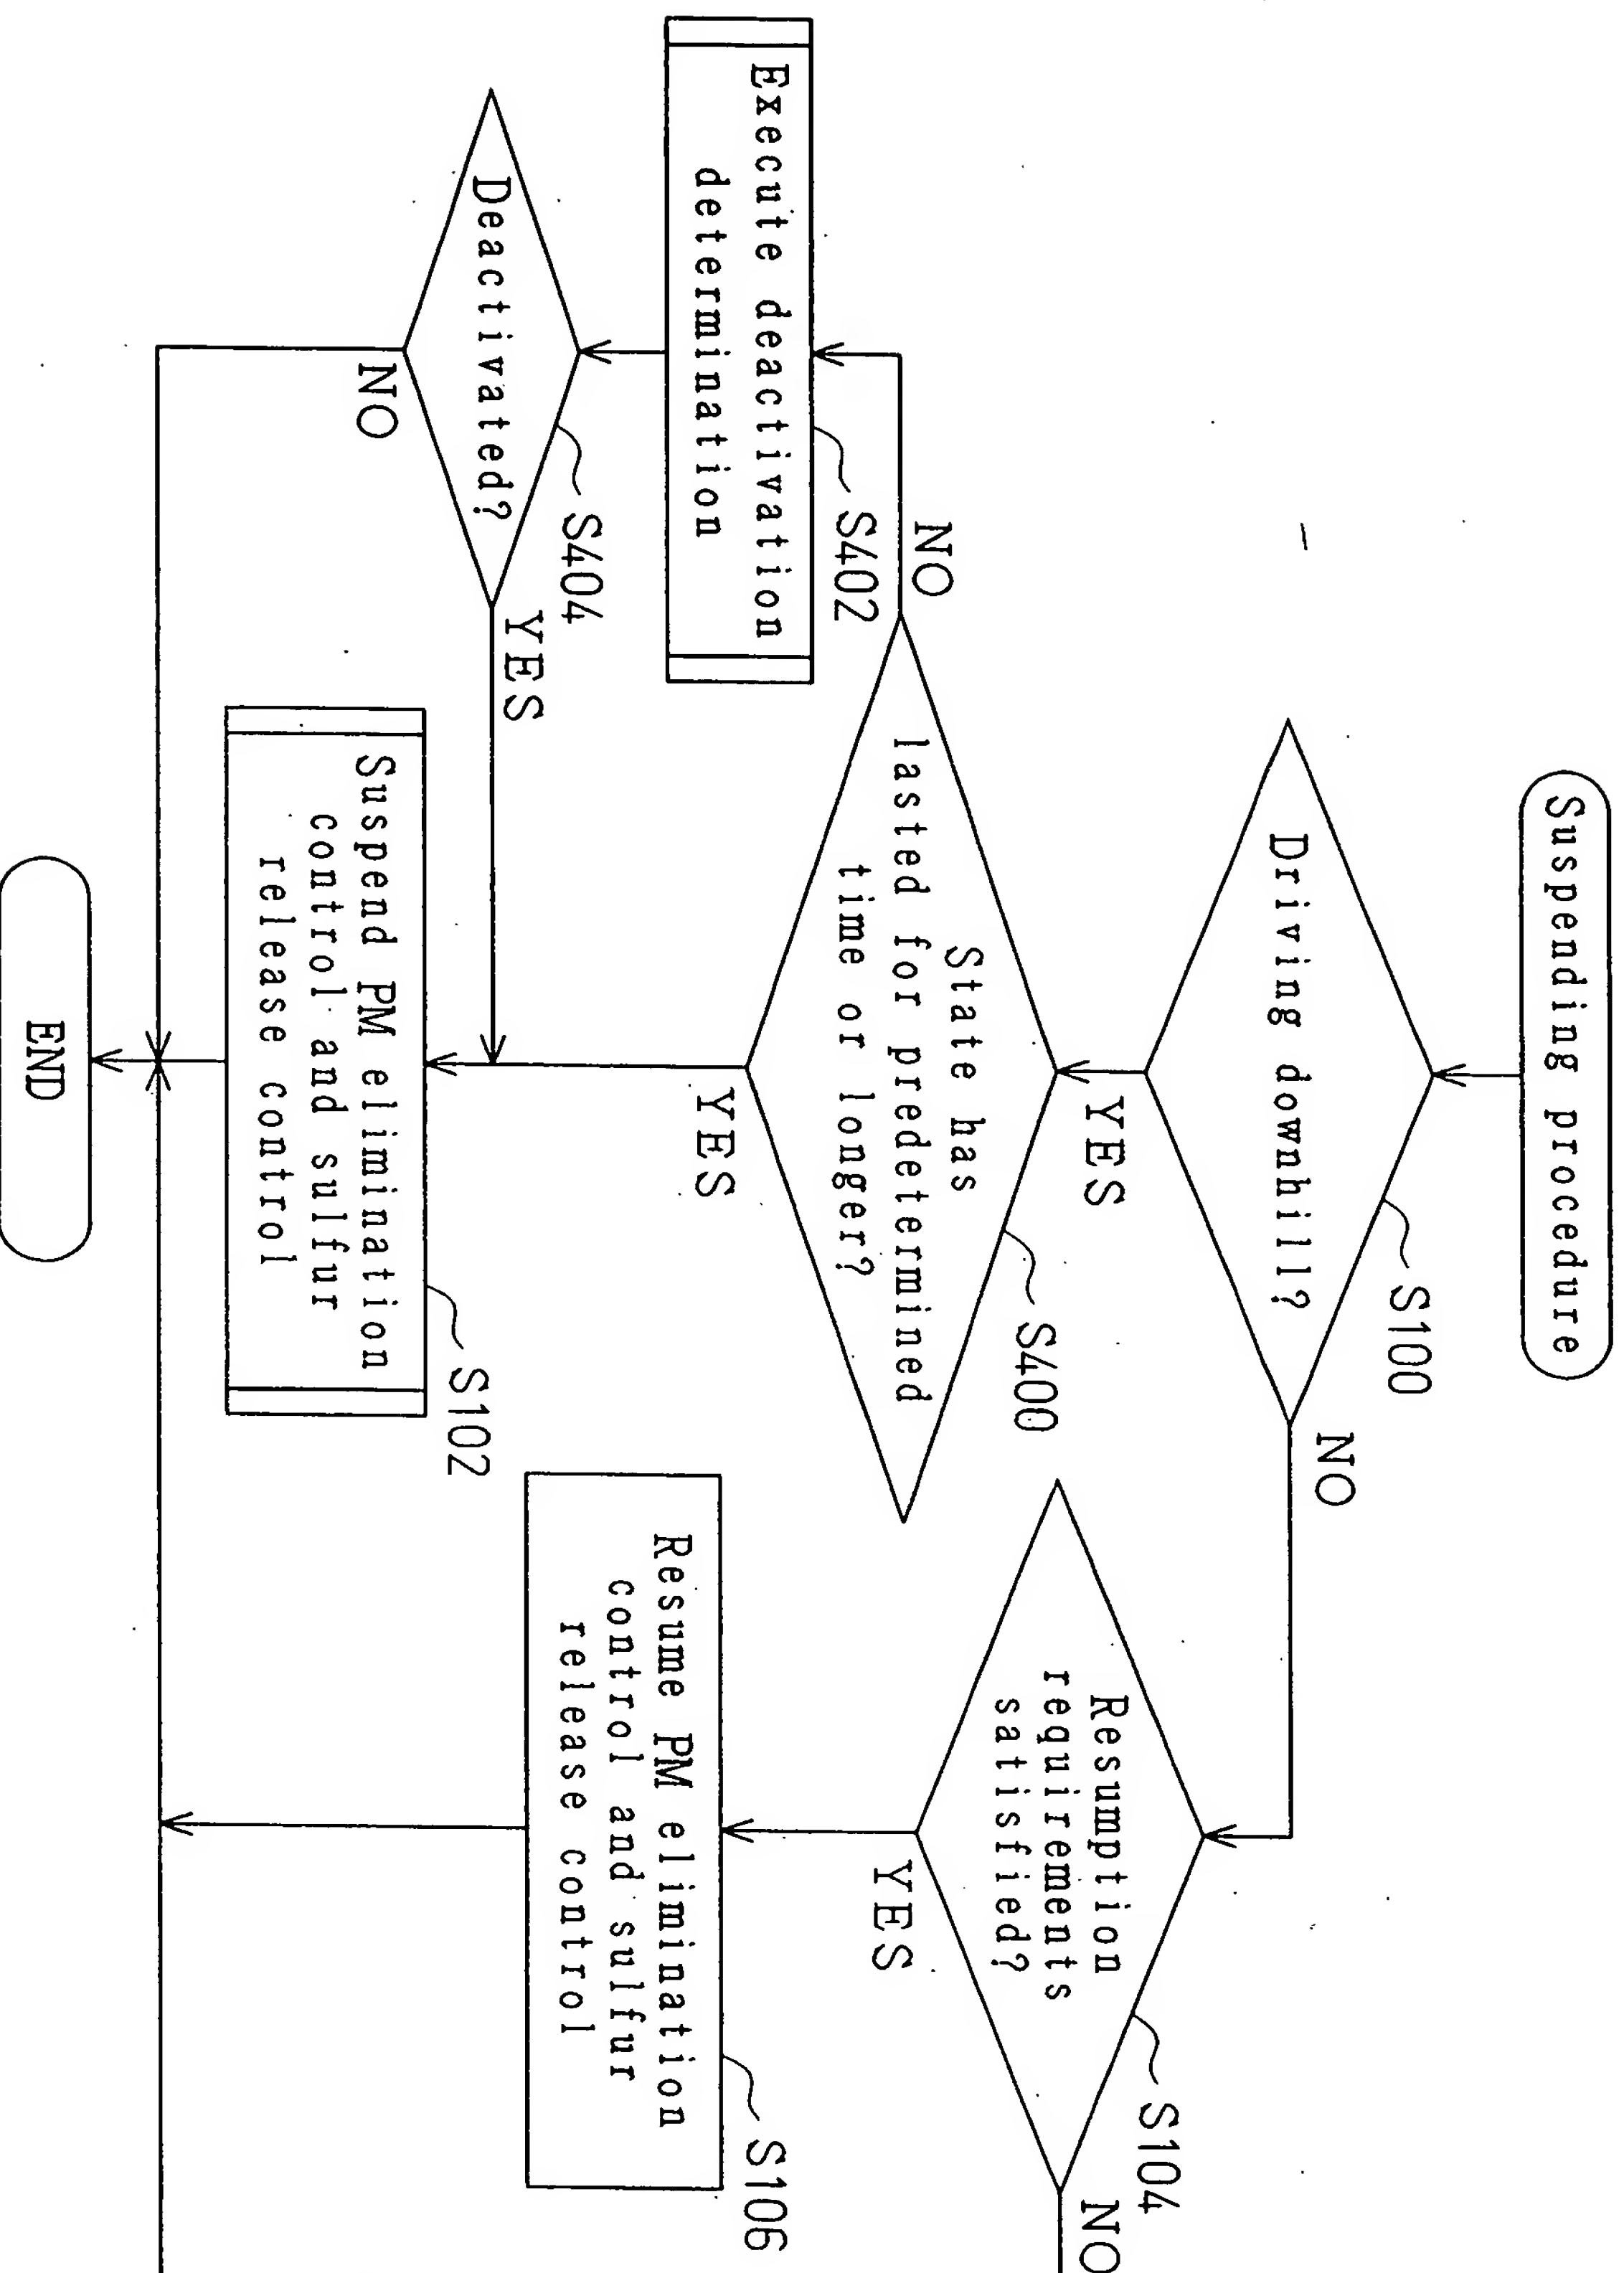 Suspending procedure
S100
Driving downhill?
NO
YES
S400
State has
lasted for predetermined
time or longer?
NO
YES
S402
Execute deactivation
determination
S404
Deactivated?
YES
NO
S102
Suspend PM elimination
control and sulfur
release control
S104
Resumption
requirements
satisfied?
NO
YES
S106
Resume PM elimination
control and sulfur
release control
END